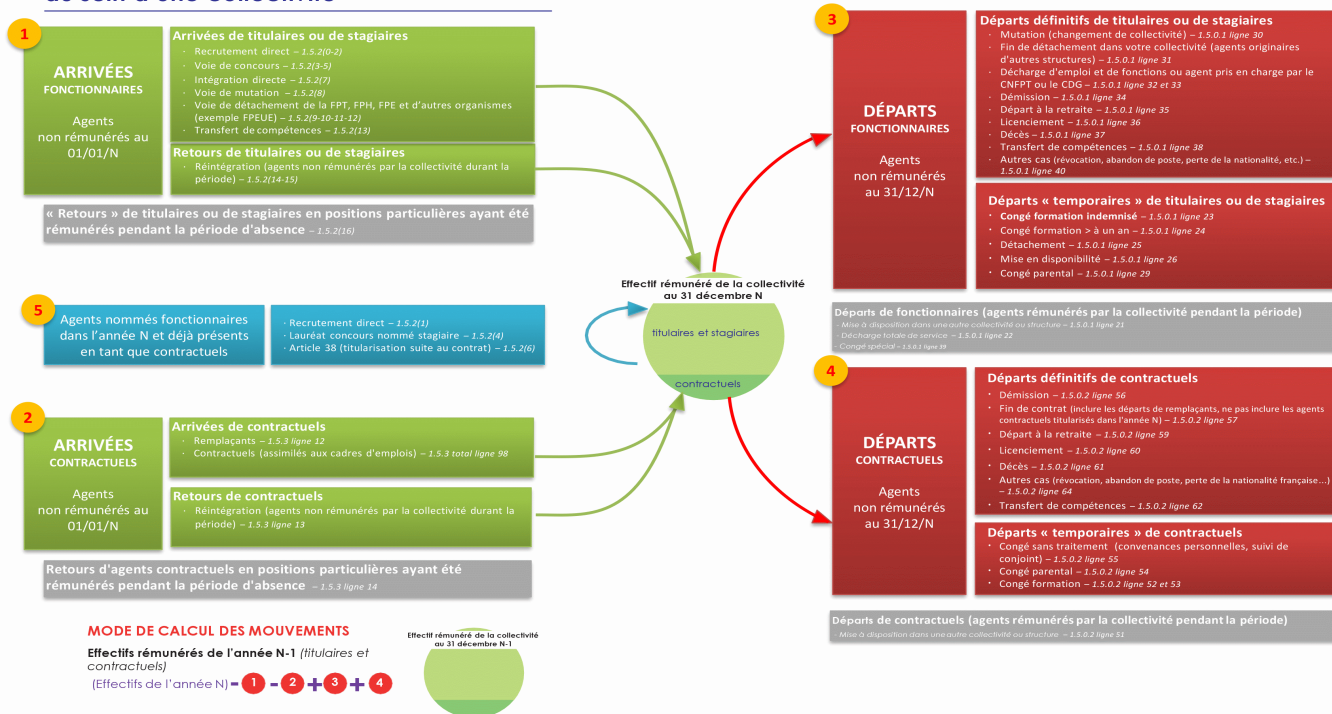 1
ARRIVÉES
FONCTIONNAIRES
Agents
non rémunérés au
01/01/N
Arrivées de titulaires ou de stagiaires
· Recrutement direct – 1.5.2(0-2)
· Voie de concours – 1.5.2(3-5)
· Intégration directe – 1.5.2(7)
· Voie de mutation – 1.5.2(8)
· Voie de détachement de la FPT, FPH, FPE et d'autres organismes
(exemple FPEUE) – 1.5.2(9-10-11-12)
· Transfert de compétences – 1.5.2(13)
Retours de titulaires ou de stagiaires
· Réintégration (agents non rémunérés par la collectivité durant la
période) – 1.5.2(14-15)
« Retours » de titulaires ou de stagiaires en positions particulières ayant été
rémunérés pendant la période d'absence – 1.5.2(16)
5
Agents nommés fonctionnaires
dans l'année N et déjà présents
en tant que contractuels
· Recrutement direct – 1.5.2(1)
· Lauréat concours nommé stagiaire – 1.5.2(4)
· Article 38 (titularisation suite au contrat) – 1.5.2(6)
2
ARRIVÉES
CONTRACTUELS
Agents
non rémunérés au
01/01/N
Arrivées de contractuels
· Remplaçants – 1.5.3 ligne 12
· Contractuels (assimilés aux cadres d'emplois) – 1.5.3 total ligne 98
Retours de contractuels
· Réintégration (agents non rémunérés par la collectivité durant la
période) – 1.5.3 ligne 13
Retours d'agents contractuels en positions particulières ayant été
rémunérés pendant la période d'absence – 1.5.3 ligne 14
MODE DE CALCUL DES MOUVEMENTS
Effectifs rémunérés de l'année N-1 (titulaires et
contractuels)
(Effectifs de l'année N) - 1 - 2 + 3 + 4
Effectif rémunéré de la collectivité
au 31 décembre N-1
Effectif rémunéré de la collectivité
au 31 décembre N
titulaires et stagiaires
contractuels
3
DÉPARTS
FONCTIONNAIRES
Agents
non rémunérés
au 31/12/N
Départs définitifs de titulaires ou de stagiaires
· Mutation (changement de collectivité) – 1.5.0.1 ligne 30
· Fin de détachement dans votre collectivité (agents originaires
d'autres structures) – 1.5.0.1 ligne 31
· Décharge d'emploi et de fonctions ou agent pris en charge par le
CNFPT ou le CDG – 1.5.0.1 ligne 32 et 33
· Démission – 1.5.0.1 ligne 34
· Départ à la retraite – 1.5.0.1 ligne 35
· Licenciement – 1.5.0.1 ligne 36
· Décès – 1.5.0.1 ligne 37
· Transfert de compétences – 1.5.0.1 ligne 38
· Autres cas (révocation, abandon de poste, perte de la nationalité, etc.) –
1.5.0.1 ligne 40
Départs « temporaires » de titulaires ou de stagiaires
· Congé formation indemnisé – 1.5.0.1 ligne 23
· Congé formation > à un an – 1.5.0.1 ligne 24
· Détachement – 1.5.0.1 ligne 25
· Mise en disponibilité – 1.5.0.1 ligne 26
· Congé parental – 1.5.0.1 ligne 29
Départs de fonctionnaires (agents rémunérés par la collectivité pendant la période)
- Mise à disposition dans une autre collectivité ou structure – 1.5.0.1 ligne 21
- Décharge totale de service – 1.5.0.1 ligne 22
- Congé spécial – 1.5.0.1 ligne 39
4
DÉPARTS
CONTRACTUELS
Agents
non rémunérés
au 31/12/N
Départs définitifs de contractuels
· Démission – 1.5.0.2 ligne 56
· Fin de contrat (inclure les départs de remplaçants, ne pas inclure les agents
contractuels titularisés dans l'année N) – 1.5.0.2 ligne 57
· Départ à la retraite – 1.5.0.2 ligne 59
· Licenciement – 1.5.0.2 ligne 60
· Décès – 1.5.0.2 ligne 61
· Autres cas (révocation, abandon de poste, perte de la nationalité française...)
– 1.5.0.2 ligne 64
· Transfert de compétences – 1.5.0.2 ligne 62
Départs « temporaires » de contractuels
· Congé sans traitement (convenances personnelles, suivi de
conjoint) – 1.5.0.2 ligne 55
· Congé parental – 1.5.0.2 ligne 54
· Congé formation – 1.5.0.2 ligne 52 et 53
Départs de contractuels (agents rémunérés par la collectivité pendant la période)
- Mise à disposition dans une autre collectivité ou structure – 1.5.0.2 ligne 51